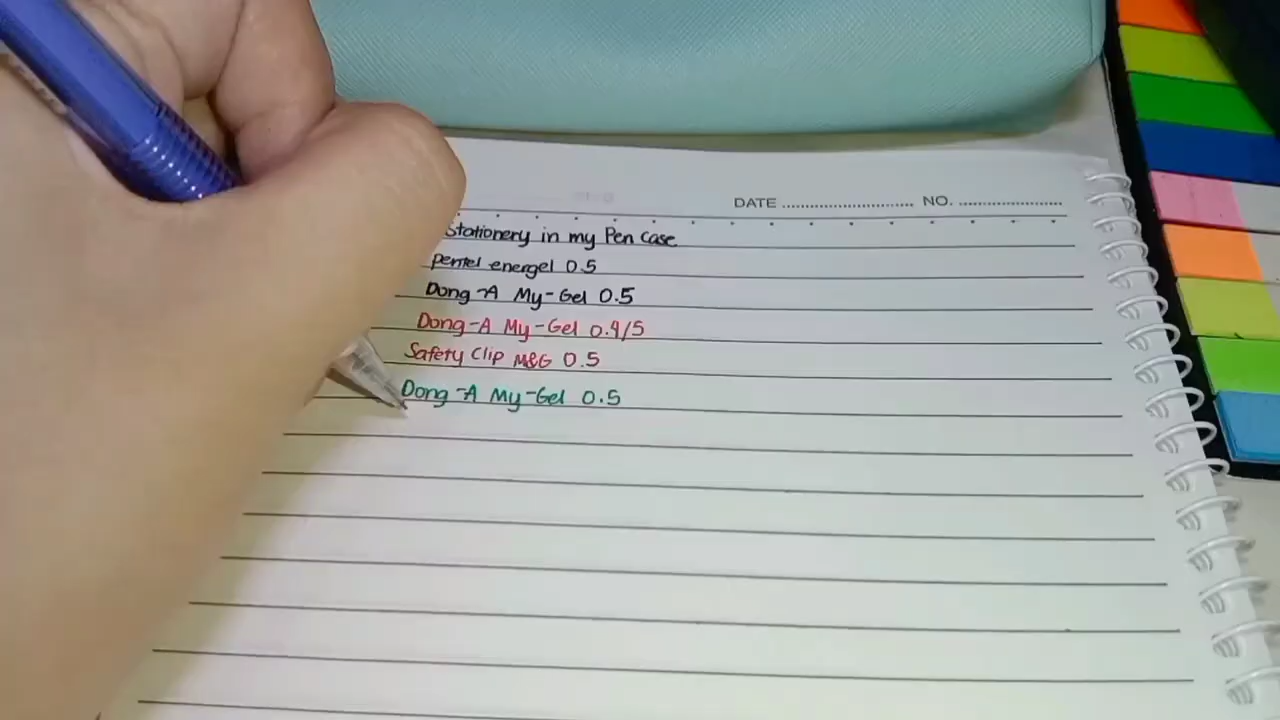 DATE ........................... NO. .....................
Stationery in my Pen Case
Pentel energel 0.5
Dong-A My-Gel 0.5
Dong-A My-Gel 0.4/5
Safety Clip M&G 0.5
Dong-A My-Gel 0.5